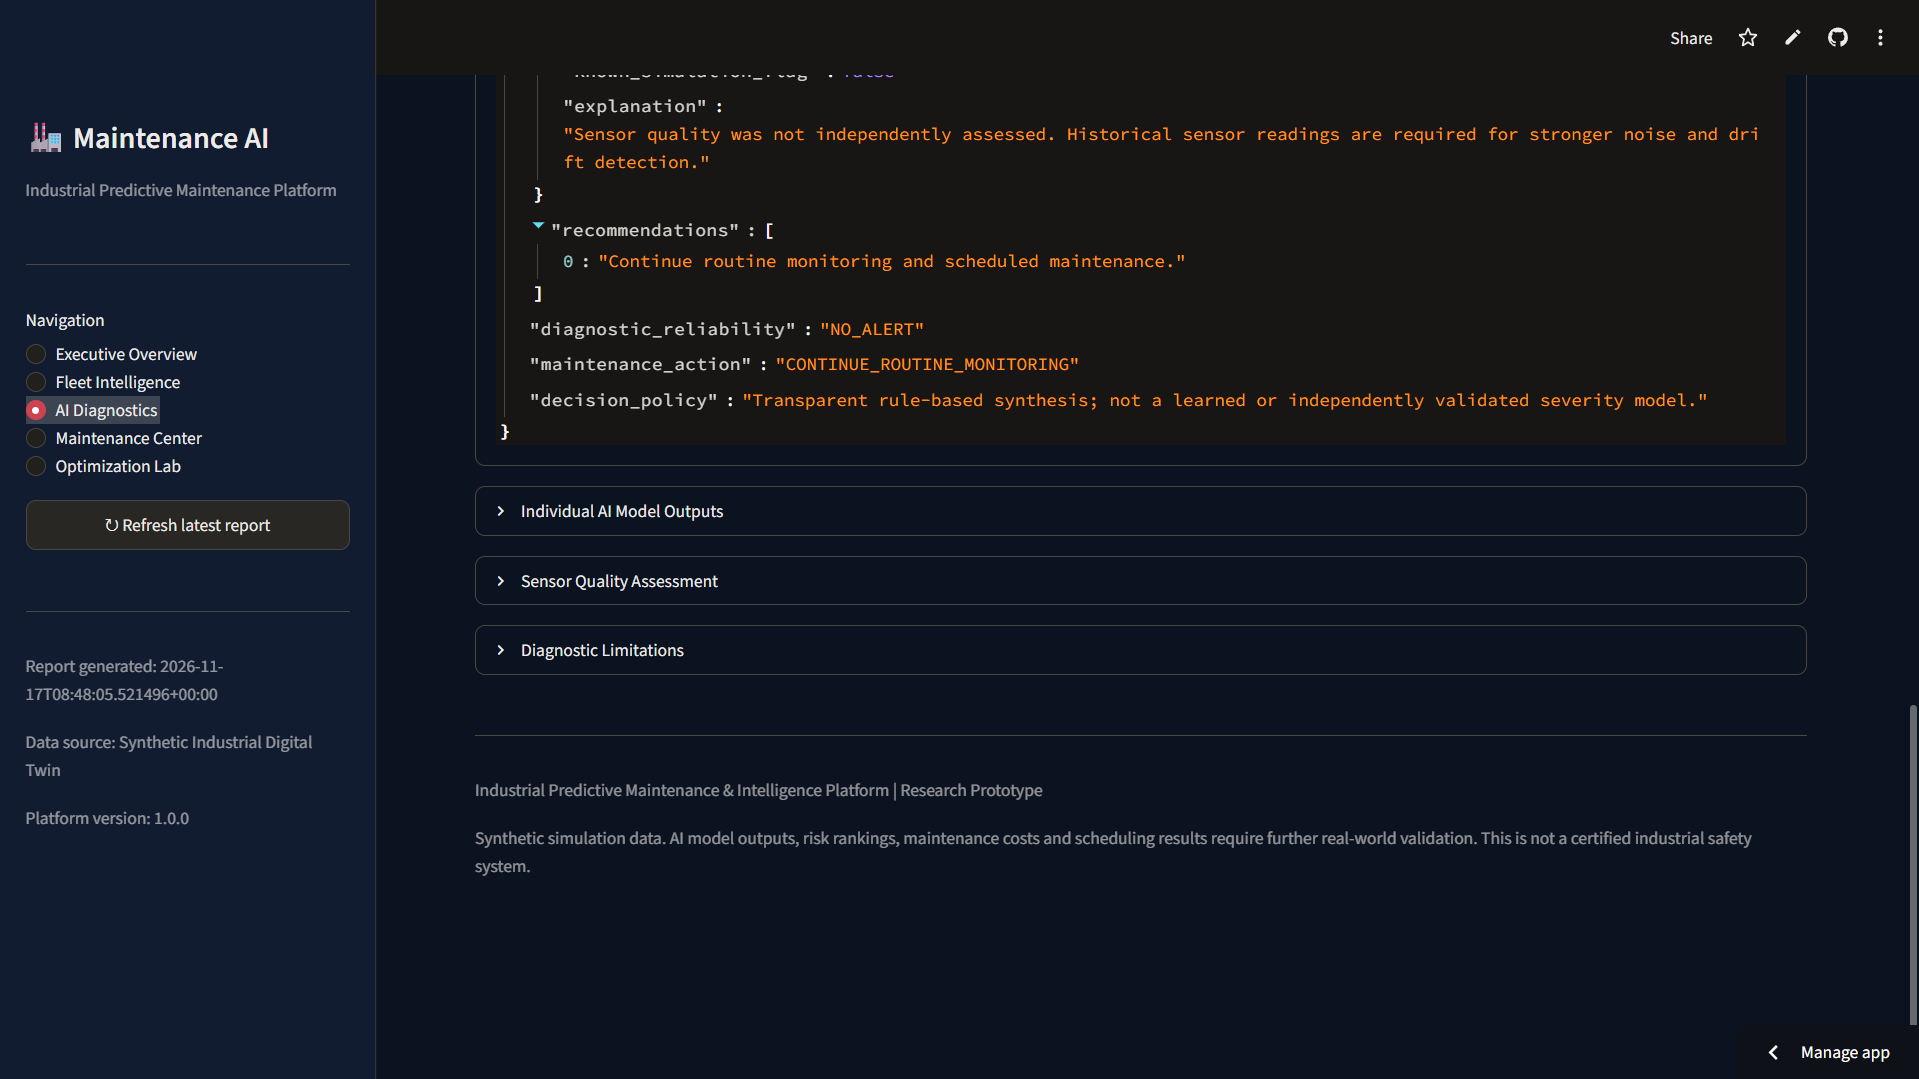 Share
Maintenance AI
Industrial Predictive Maintenance Platform
Navigation
Executive Overview
Fleet Intelligence
AI Diagnostics
Maintenance Center
Optimization Lab
↻ Refresh latest report
Report generated: 2026-11-
17T08:48:05.521496+00:00
Data source: Synthetic Industrial Digital
Twin
Platform version: 1.0.0
"explanation" :
"Sensor quality was not independently assessed. Historical sensor readings are required for stronger noise and dri
ft detection."
}
"recommendations" : [
0 : "Continue routine monitoring and scheduled maintenance."
]
"diagnostic_reliability" : "NO_ALERT"
"maintenance_action" : "CONTINUE_ROUTINE_MONITORING"
"decision_policy" : "Transparent rule-based synthesis; not a learned or independently validated severity model."
}
Individual AI Model Outputs
Sensor Quality Assessment
Diagnostic Limitations
Industrial Predictive Maintenance & Intelligence Platform | Research Prototype
Synthetic simulation data. AI model outputs, risk rankings, maintenance costs and scheduling results require further real-world validation. This is not a certified industrial safety
system.
Manage app